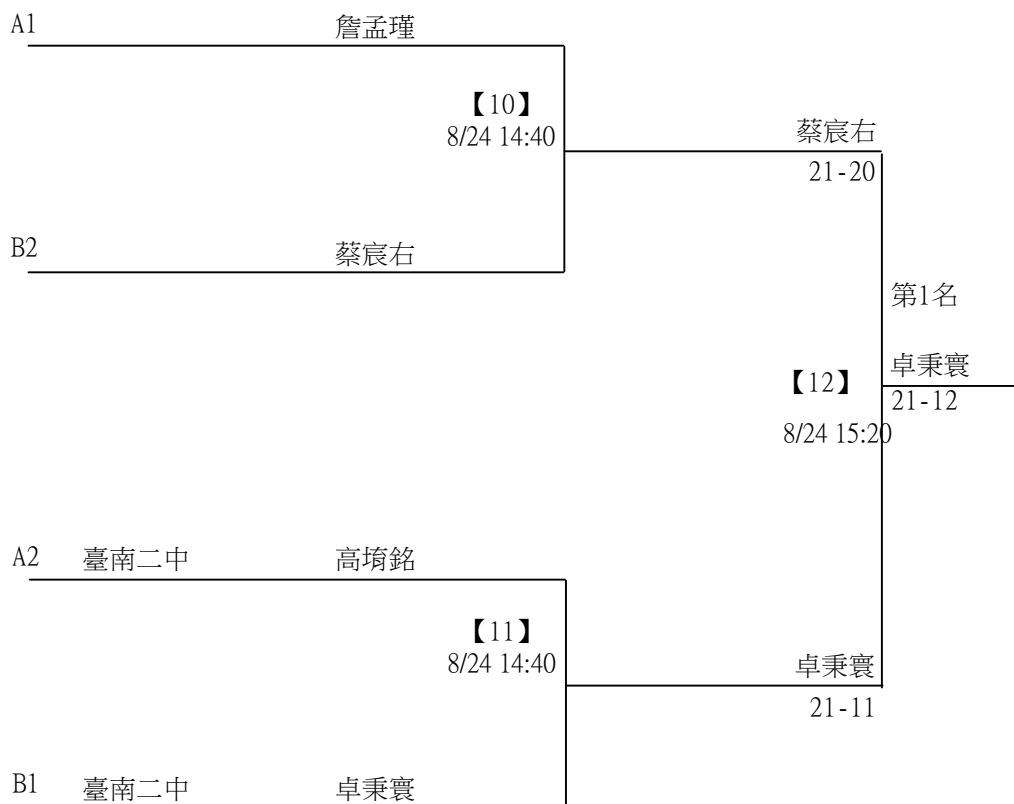 A1 詹孟瑾
【10】
8/24 14:40
蔡宸右
21-20
B2 蔡宸右
第1名
【12】
卓秉寰
21-12
8/24 15:20
A2 臺南二中 高堉銘
【11】
8/24 14:40
卓秉寰
21-11
B1 臺南二中 卓秉寰